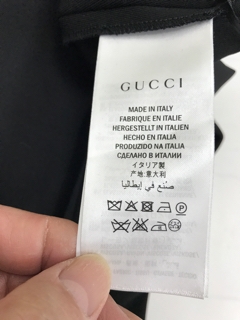 GUCCI
MADE IN ITALY
FABRIQUE EN ITALIE
HERGESTELLT IN ITALIEN
HECHO EN ITALIA
PRODUZIDO NA ITÁLIA
СДЕЛАНО В ИТАЛИИ
イタリア製
产地:意大利
صنع في إيطاليا